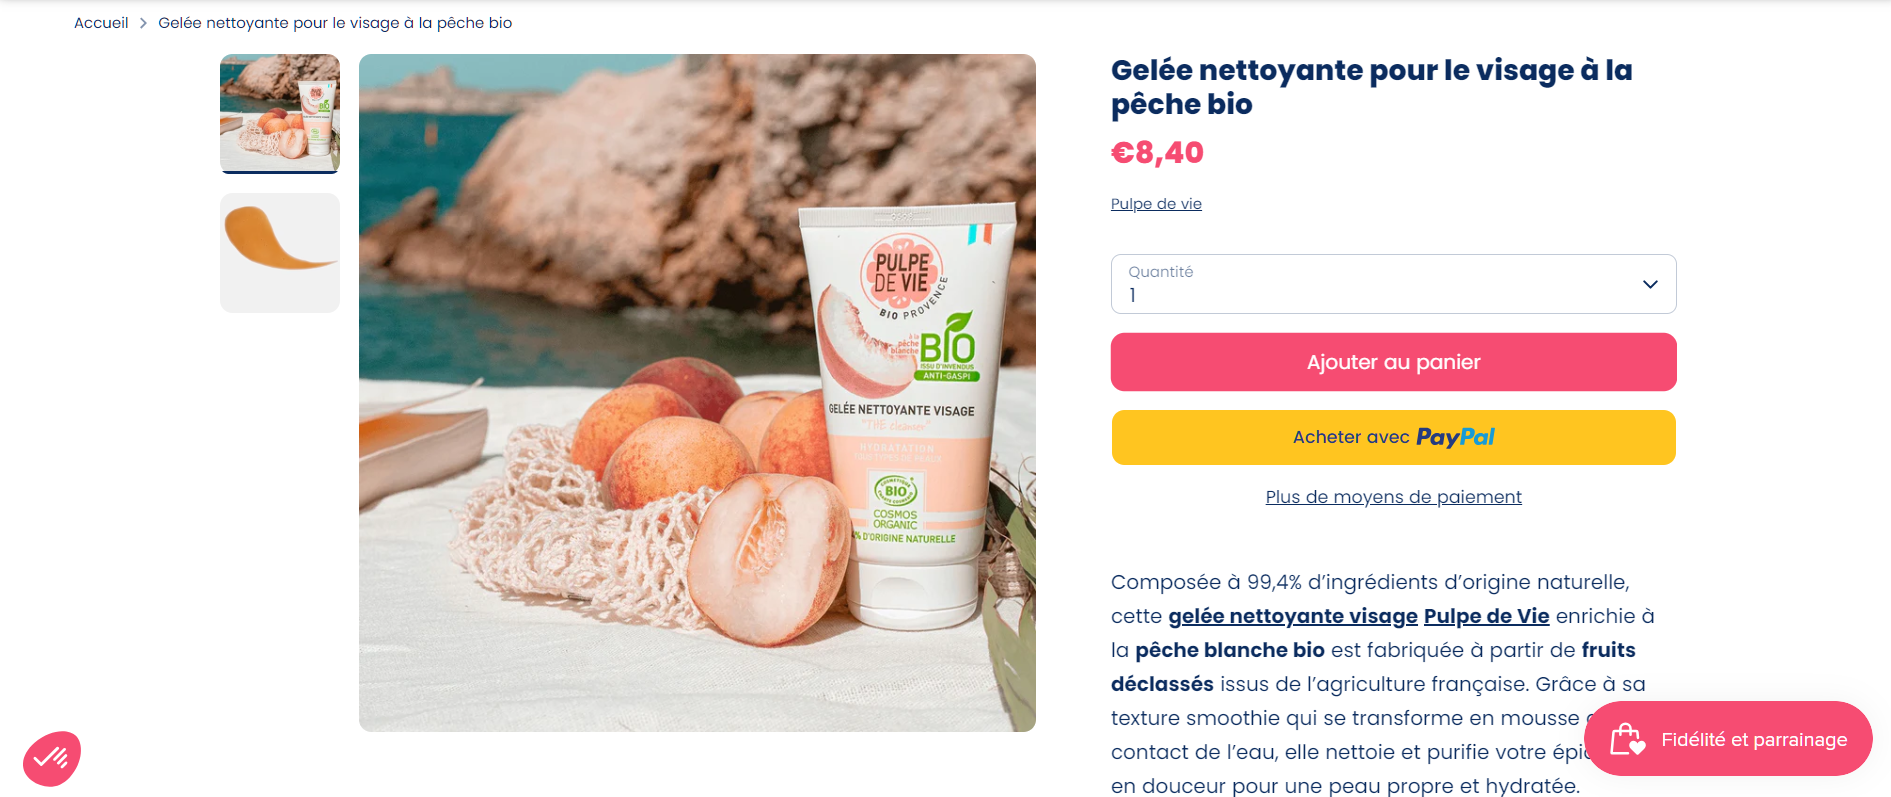 Accueil > Gelée nettoyante pour le visage à la pêche bio
PULPE
DE VIE
BIO PROVENCE
à la
pêche
blanche
BIO
ISSU D'INVENDUS
ANTI-GASPI
GELÉE NETTOYANTE VISAGE
"THE cleaner"
HYDRATATION
TOUS TYPES DE PEAUX
BIO
COSMOS
ORGANIC
% D'ORIGINE NATURELLE
Gelée nettoyante pour le visage à la
pêche bio
€8,40
Pulpe de vie
Quantité
1
Ajouter au panier
Acheter avec PayPal
Plus de moyens de paiement
Composée à 99,4% d’ingrédients d’origine naturelle,
cette gelée nettoyante visage Pulpe de Vie enrichie à
la pêche blanche bio est fabriquée à partir de fruits
déclassés issus de l’agriculture française. Grâce à sa
texture smoothie qui se transforme en mousse
contact de l’eau, elle nettoie et purifie votre
en douceur pour une peau propre et hydratée.
Fidélité et parrainage